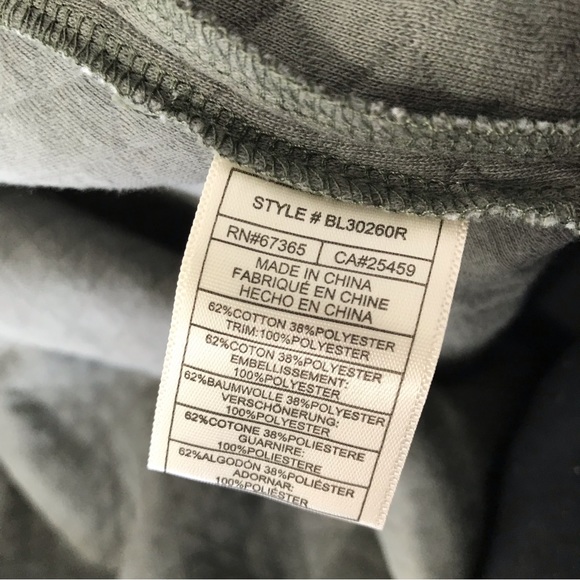 STYLE # BL30260R
RN#67365 CA#25459
MADE IN CHINA
FABRIQUÉ EN CHINE
HECHO EN CHINA
62%COTTON 38%POLYESTER
TRIM:100%POLYESTER
62%COTON 38%POLYESTER
EMBELLISSEMENT:
100%POLYESTER
62%BAUMWOLLE 38%POLYESTER
VERSCHÖNERUNG:
100%POLYESTER
62%COTONE 38%POLIESTERE
GUARNIRE:
100%POLIESTERE
62%ALGODÓN 38%POLIÉSTER
ADORNAR:
100%POLIÉSTER